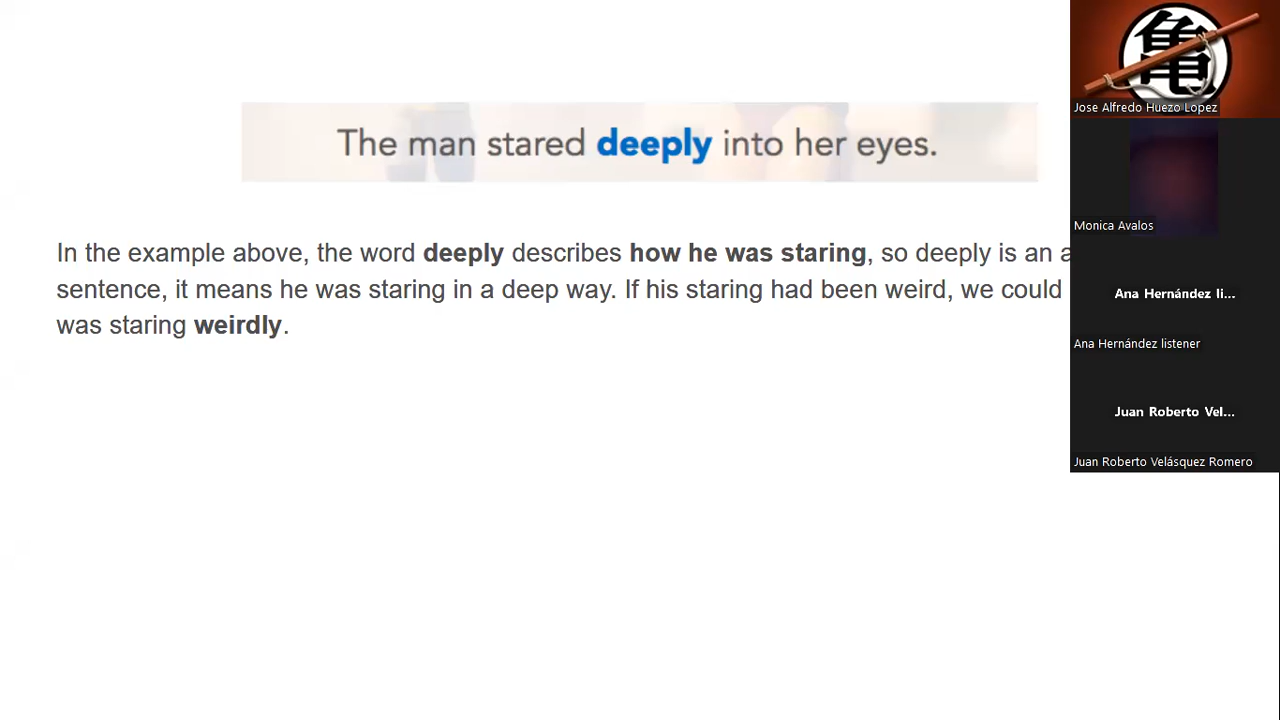 The man stared deeply into her eyes.
In the example above, the word deeply describes how he was staring, so deeply is an a
sentence, it means he was staring in a deep way. If his staring had been weird, we could
was staring weirdly.
亀
Jose Alfredo Huezo Lopez
Monica Avalos
Ana Hernández li...
Ana Hernández listener
Juan Roberto Vel...
Juan Roberto Velásquez Romero